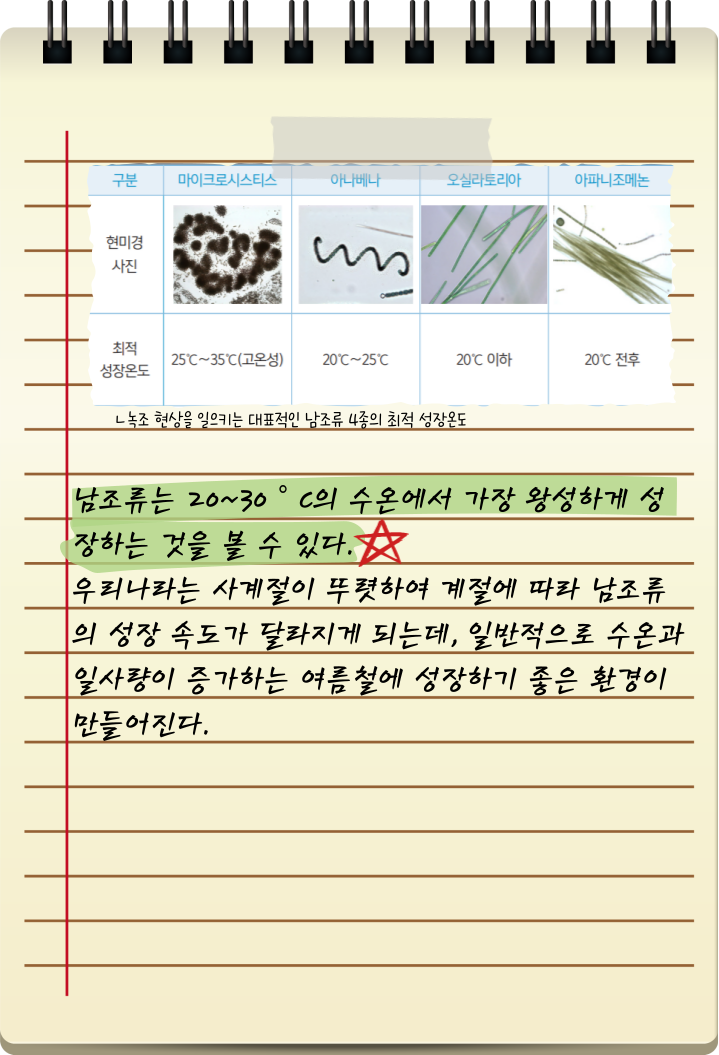 구분 마이크로시스티스 아나베나 오실라토리아 아파니조메논
현미경
사진
최적
성장온도 25℃~35℃(고온성) 20℃~25℃ 20℃ 이하 20℃ 전후
ㄴ녹조 현상을 일으키는 대표적인 남조류 4종의 최적 성장온도
남조류는 20~30°C의 수온에서 가장 왕성하게 성
장하는 것을 볼 수 있다.
우리나라는 사계절이 뚜렷하여 계절에 따라 남조류
의 성장 속도가 달라지게 되는데, 일반적으로 수온과
일사량이 증가하는 여름철에 성장하기 좋은 환경이
만들어진다.